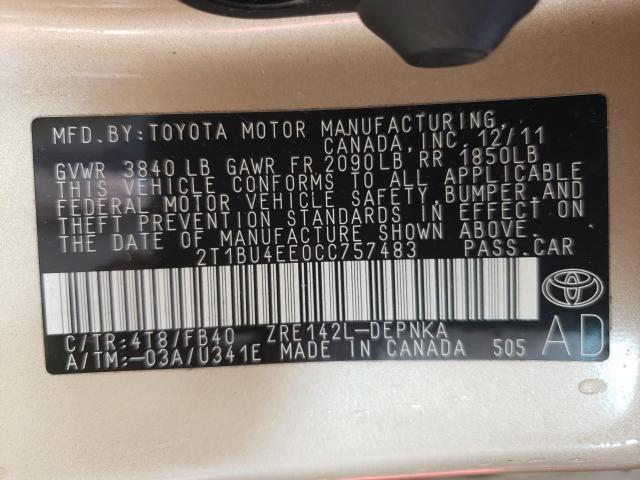 MFD. BY: TOYOTA MOTOR MANUFACTURING,
CANADA, INC. 12/11
GVWR 3840 LB GAWR FR 2090LB RR 1850LB
THIS VEHICLE CONFORMS TO ALL APPLICABLE
FEDERAL MOTOR VEHICLE SAFETY, BUMPER, AND
THEFT PREVENTION STANDARDS IN EFFECT ON
THE DATE OF MANUFACTURE SHOWN ABOVE.
2T1BU4EE0CC757483 PASS. CAR
C/TR: 4T8/FB40 ZRE142L-DEPNKA
A/TM: -03A/U341E MADE IN CANADA 505
AD